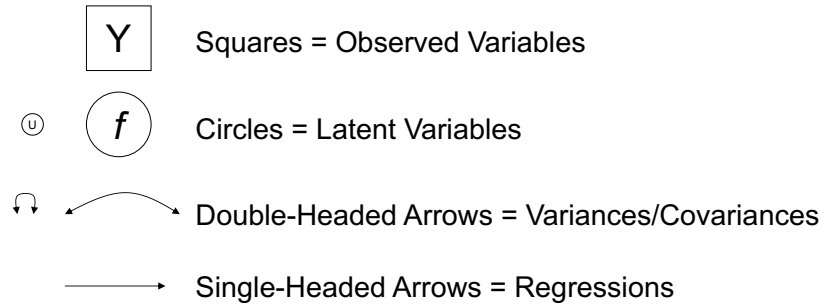 Y Squares = Observed Variables
U f Circles = Latent Variables
Double-Headed Arrows = Variances/Covariances
Single-Headed Arrows = Regressions